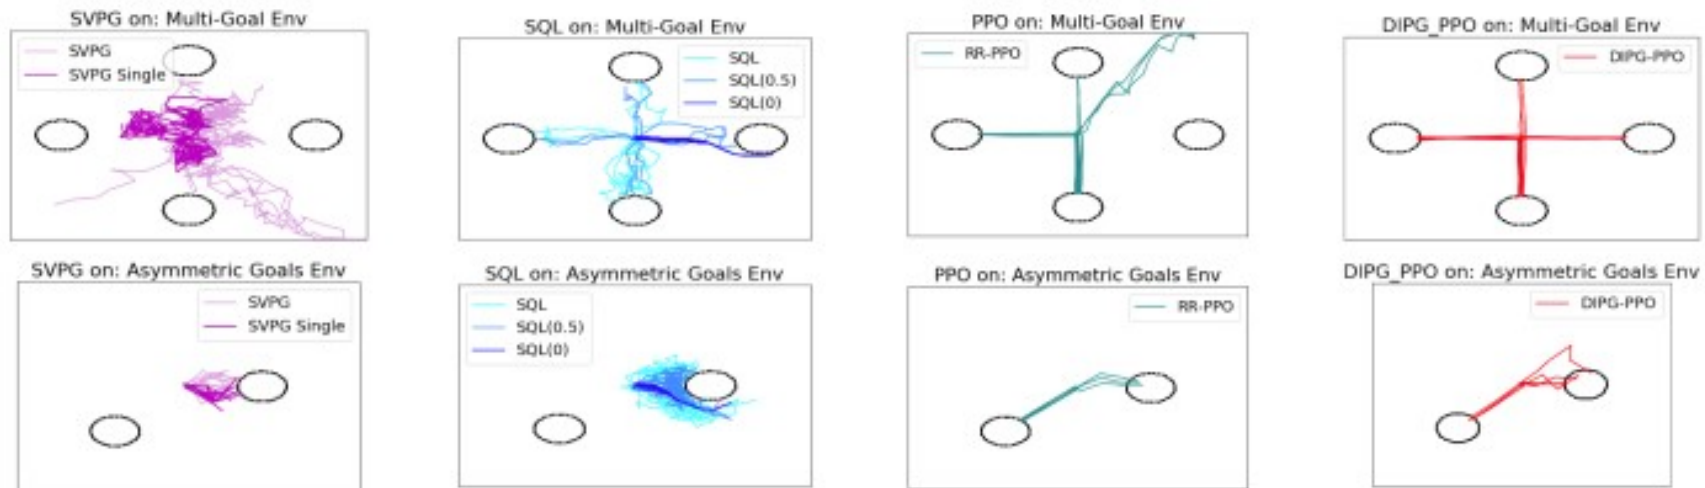 SVPG on: Multi-Goal Env
SVPG
SVPG Single
SQL on: Multi-Goal Env
SQL
SQL(0.5)
SQL(0)
PPO on: Multi-Goal Env
RR-PPO
DIPG_PPO on: Multi-Goal Env
DIPG-PPO
SVPG on: Asymmetric Goals Env
SVPG
SVPG Single
SQL on: Asymmetric Goals Env
SQL
SQL(0.5)
SQL(0)
PPO on: Asymmetric Goals Env
RR-PPO
DIPG_PPO on: Asymmetric Goals Env
DIPG-PPO